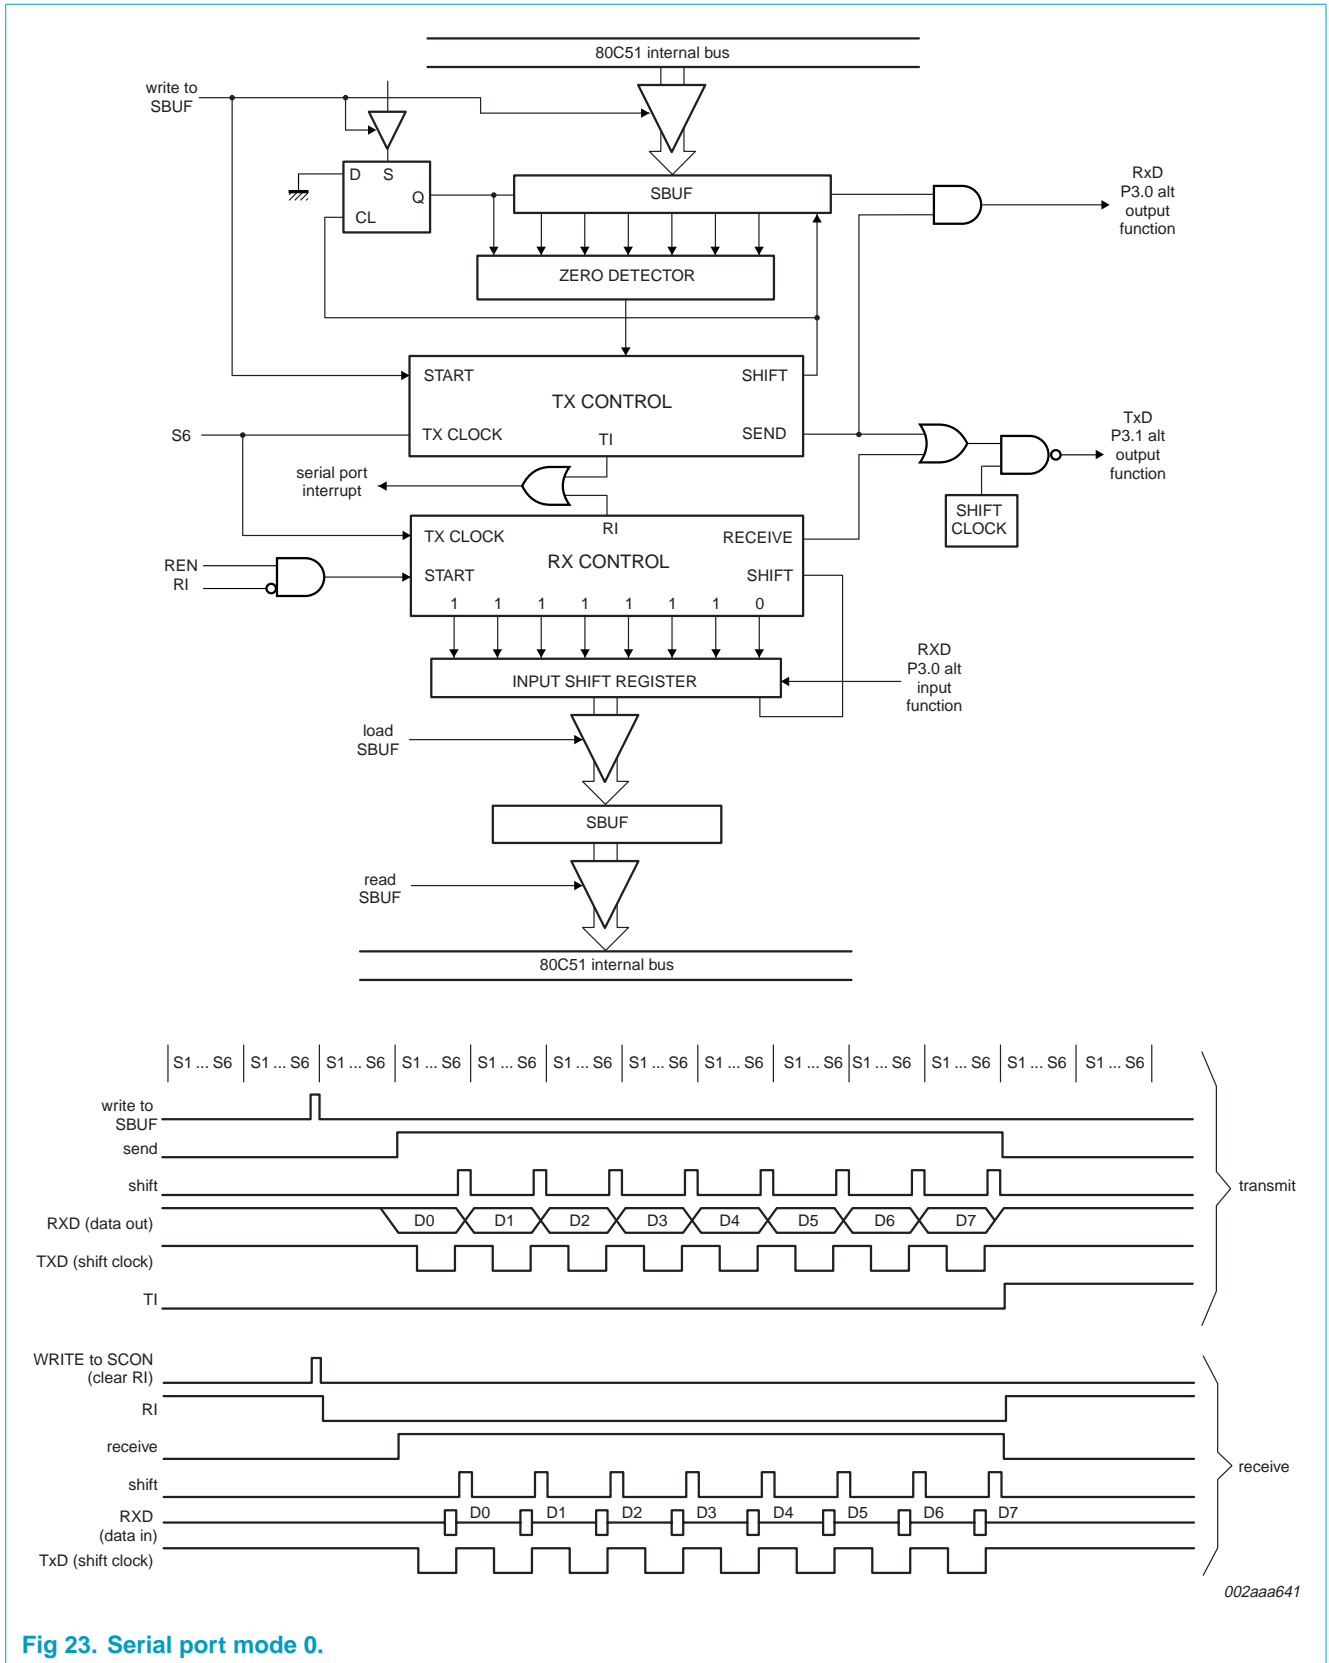 80C51 internal bus
write to
SBUF
D S
Q
CL
SBUF
RxD
P3.0 alt
output
function
ZERO DETECTOR
START
SHIFT
TX CONTROL
S6
TX CLOCK
TI
SEND
TxD
P3.1 alt
output
function
serial port
interrupt
SHIFT
CLOCK
TX CLOCK
RI
RECEIVE
RX CONTROL
REN
RI
START
SHIFT
1 1 1 1 1 1 1 0
RXD
P3.0 alt
input
function
INPUT SHIFT REGISTER
load
SBUF
SBUF
read
SBUF
80C51 internal bus
S1 ... S6 S1 ... S6 S1 ... S6 S1 ... S6 S1 ... S6 S1 ... S6 S1 ... S6 S1 ... S6 S1 ... S6 S1 ... S6 S1 ... S6 S1 ... S6 S1 ... S6
write to
SBUF
send
shift
transmit
RXD (data out) D0 D1 D2 D3 D4 D5 D6 D7
TXD (shift clock)
TI
WRITE to SCON
(clear RI)
RI
receive
receive
shift
RXD
(data in)
D0 D1 D2 D3 D4 D5 D6 D7
TxD (shift clock)
002aaa641
Fig 23. Serial port mode 0.